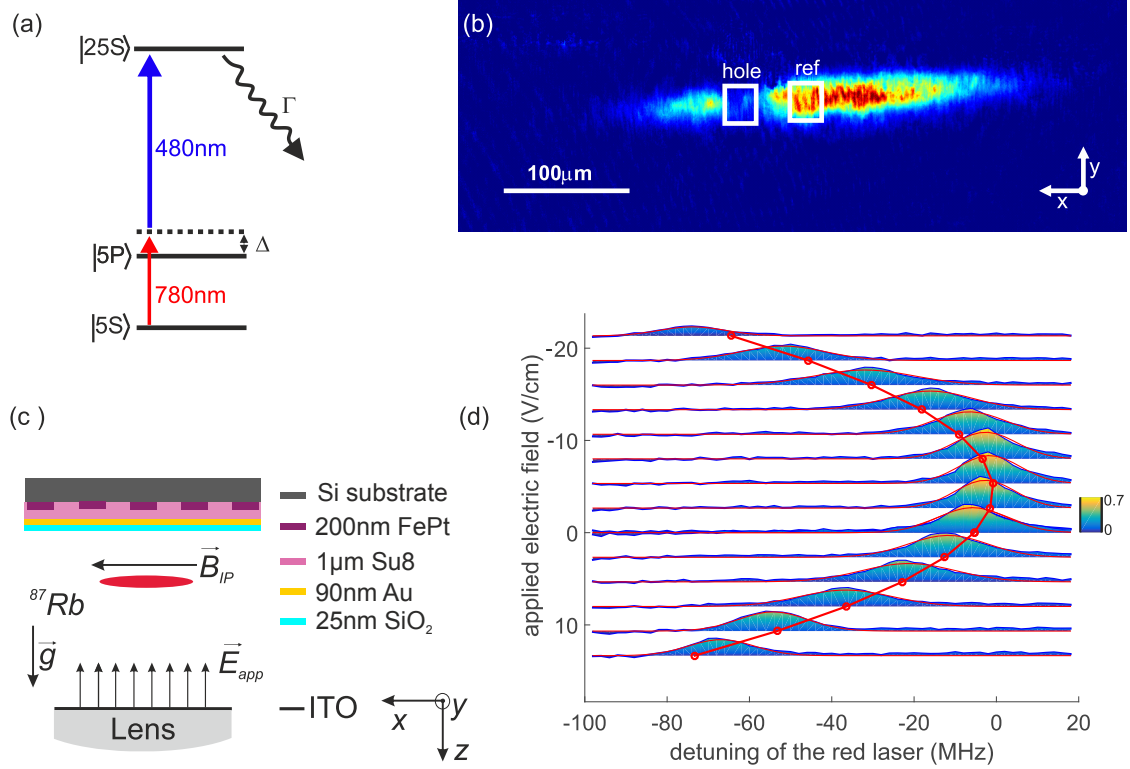 (a)
|25S⟩
Γ
480nm
Δ
|5P⟩
780nm
|5S⟩
(b)
hole
ref
100μm
y
x
(c )
Si substrate
200nm FePt
1μm Su8
90nm Au
25nm SiO₂
B⃗_IP
⁸⁷Rb
g⃗
E⃗_app
Lens
ITO
x
y
z
(d)
applied electric field (V/cm)
-20
-10
0
10
0.7
0
-100
-80
-60
-40
-20
0
20
detuning of the red laser (MHz)